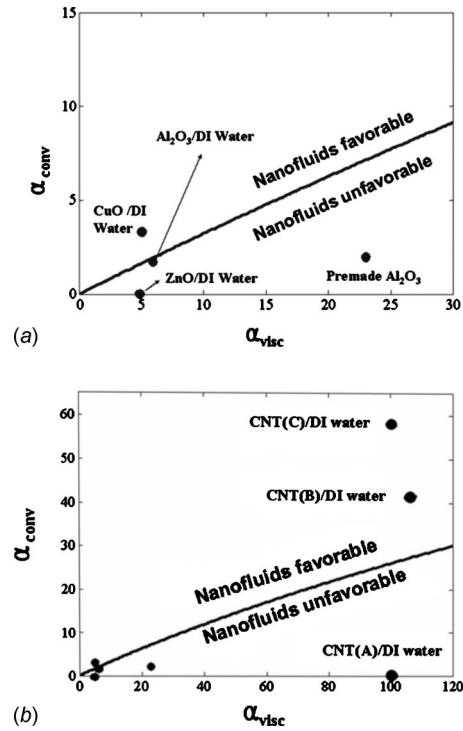 15
10
5
0
α_conv
Al₂O₃/DI Water
CuO /DI
Water
ZnO/DI Water
Nanofluids favorable
Nanofluids unfavorable
Premade Al₂O₃
0 5 10 15 20 25 30
α_visc
(a)
60
50
40
30
20
10
0
α_conv
CNT(C)/DI water
CNT(B)/DI water
Nanofluids favorable
Nanofluids unfavorable
CNT(A)/DI water
0 20 40 60 80 100 120
α_visc
(b)